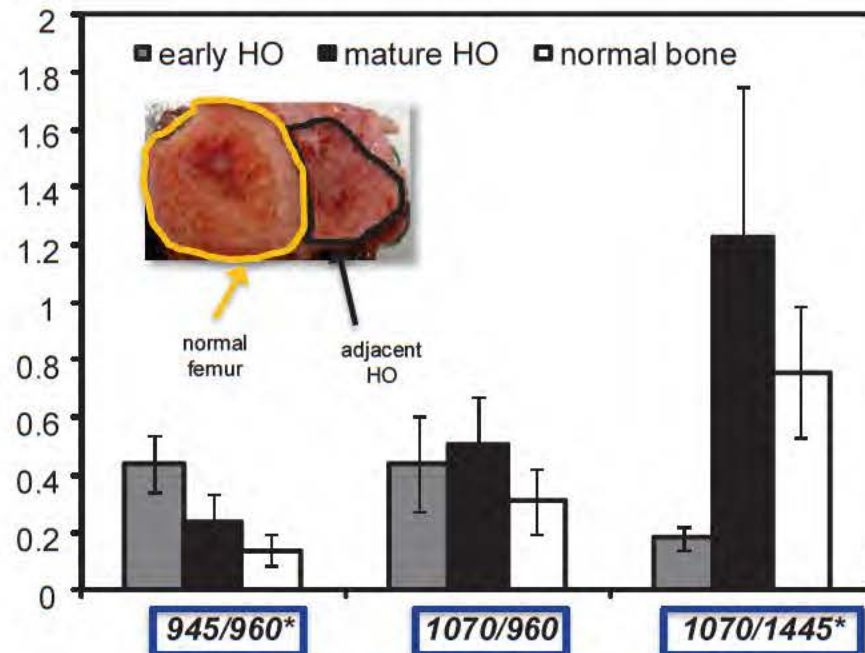 2
1.8
1.6
1.4
1.2
1
0.8
0.6
0.4
0.2
0
early HO mature HO normal bone
normal
femur
adjacent
HO
945/960* 1070/960 1070/1445*